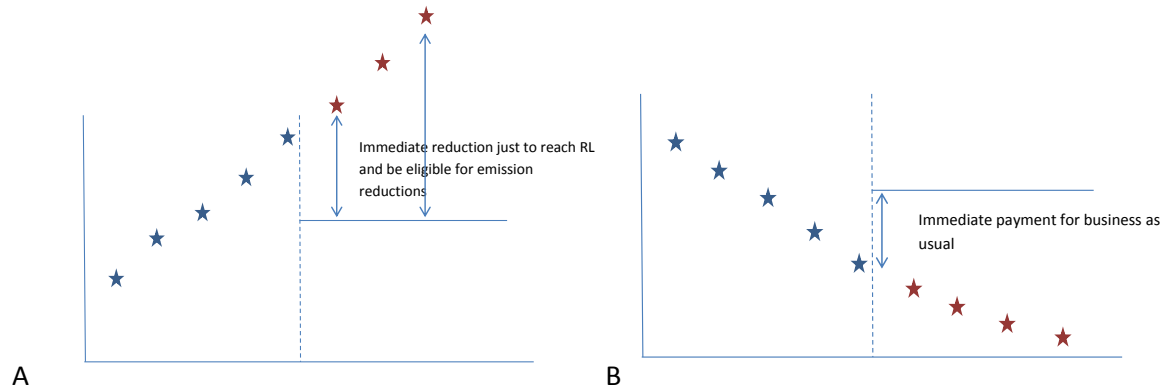 Immediate reduction just to reach RL
and be eligible for emission
reductions
Immediate payment for business as
usual
A
B